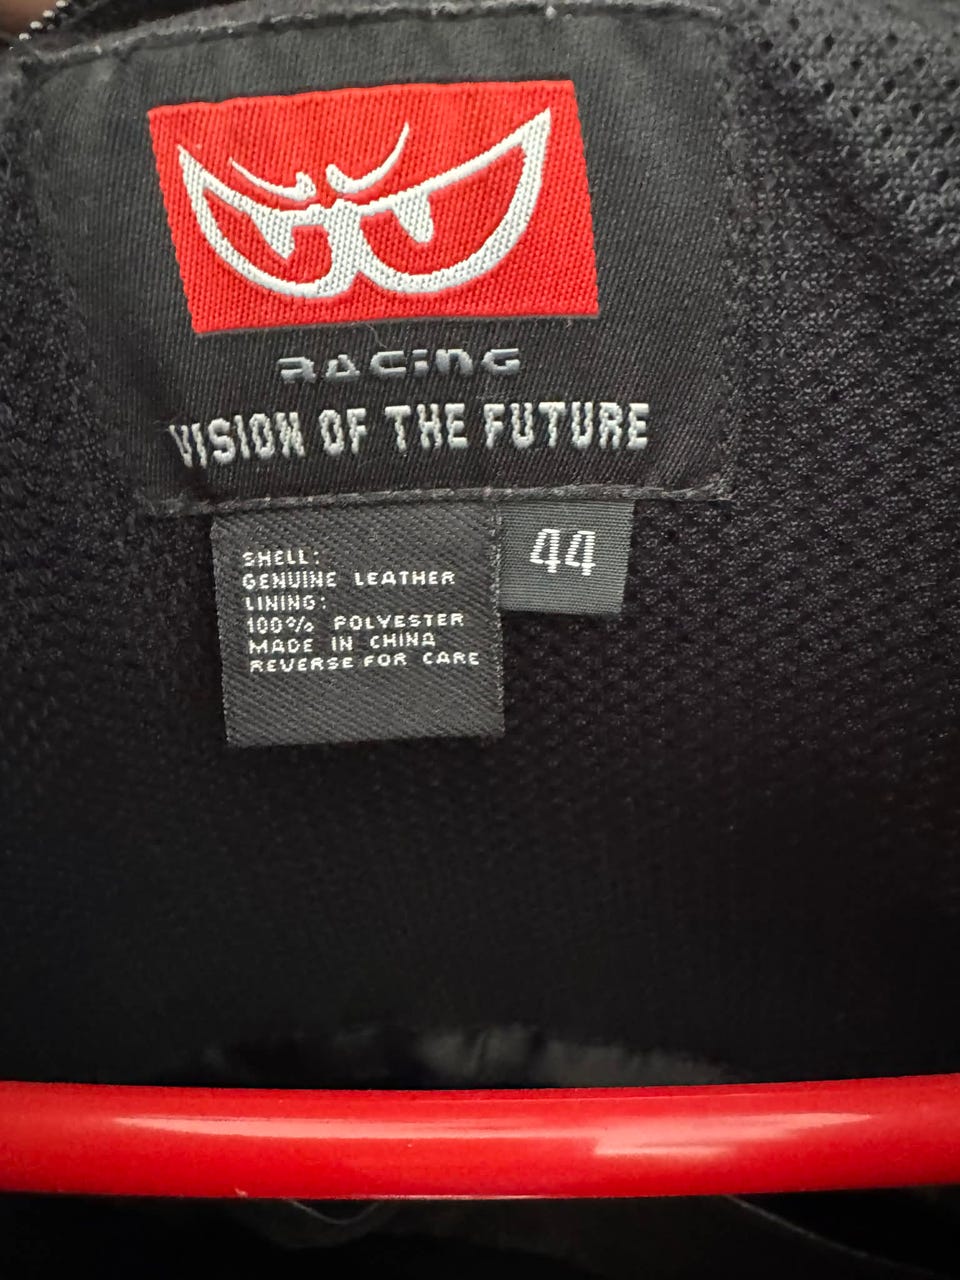 RACING
VISION OF THE FUTURE
44
SHELL:
GENUINE LEATHER
LINING:
100% POLYESTER
MADE IN CHINA
REVERSE FOR CARE